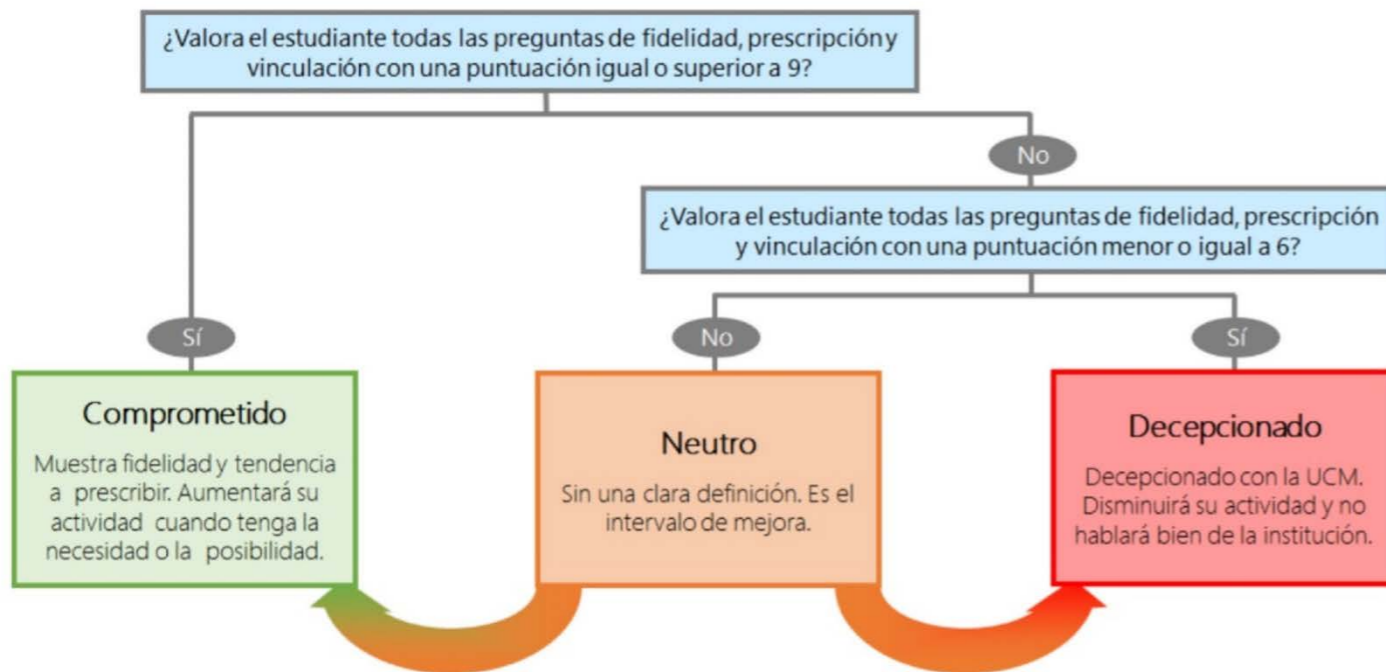 ¿Valora el estudiante todas las preguntas de fidelidad, prescripción y
vinculación con una puntuación igual o superior a 9?
No
¿Valora el estudiante todas las preguntas de fidelidad, prescripción
y vinculación con una puntuación menor o igual a 6?
Sí
No
Sí
Comprometido
Muestra fidelidad y tendencia
a prescribir. Aumentará su
actividad cuando tenga la
necesidad o la posibilidad.
Neutro
Sin una clara definición. Es el
intervalo de mejora.
Decepcionado
Decepcionado con la UCM.
Disminuirá su actividad y no
hablará bien de la institución.